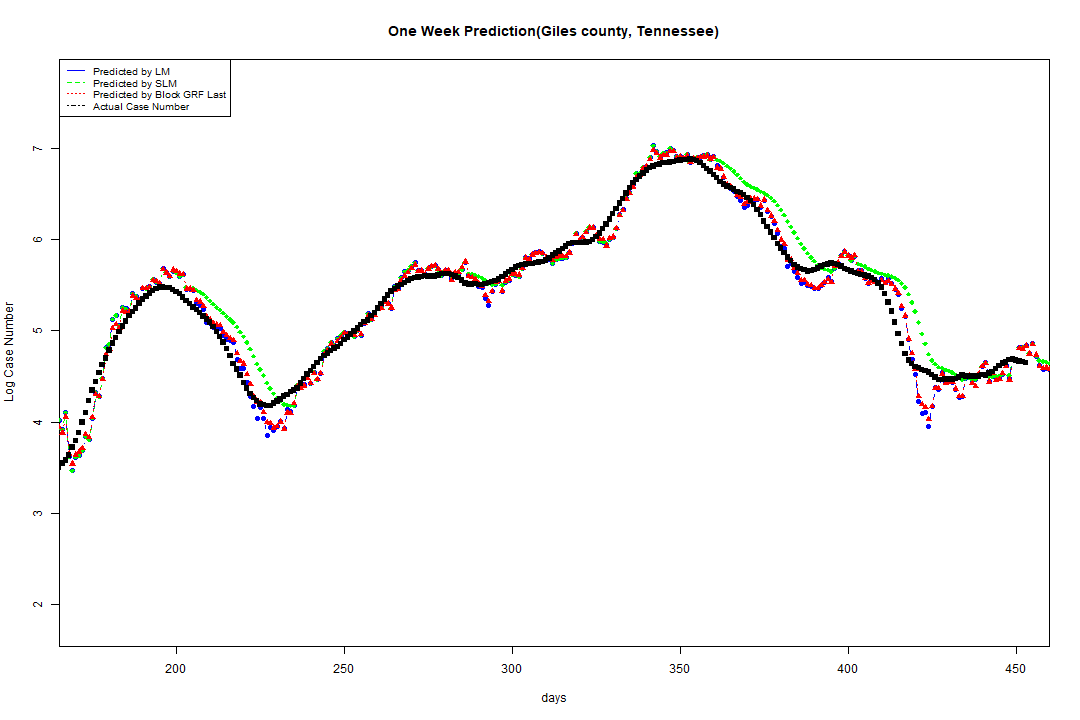 One Week Prediction(Giles county, Tennessee)
Predicted by LM
Predicted by SLM
Predicted by Block GRF Last
Actual Case Number
7
6
5
4
3
2
Log Case Number
200 250 300 350 400 450
days